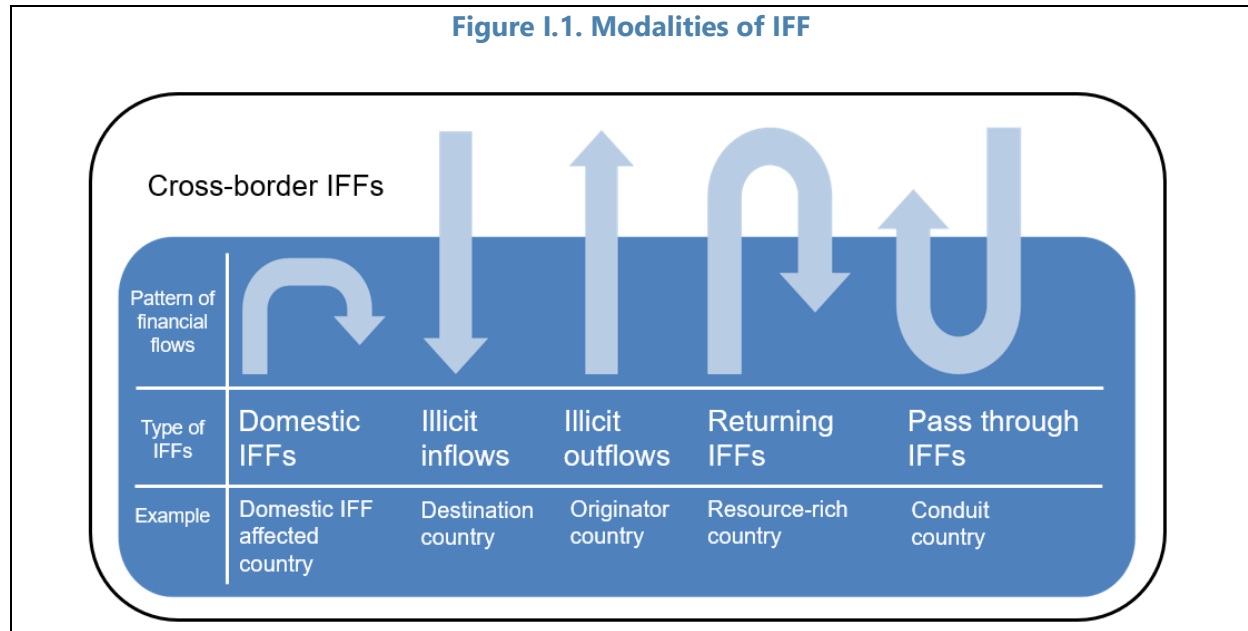 Figure I.1. Modalities of IFF
Cross-border IFFs
Pattern of
financial
flows
Type of
IFFs
Domestic
IFFs
Illicit
inflows
Illicit
outflows
Returning
IFFs
Pass through
IFFs
Example
Domestic IFF
affected
country
Destination
country
Originator
country
Resource-rich
country
Conduit
country